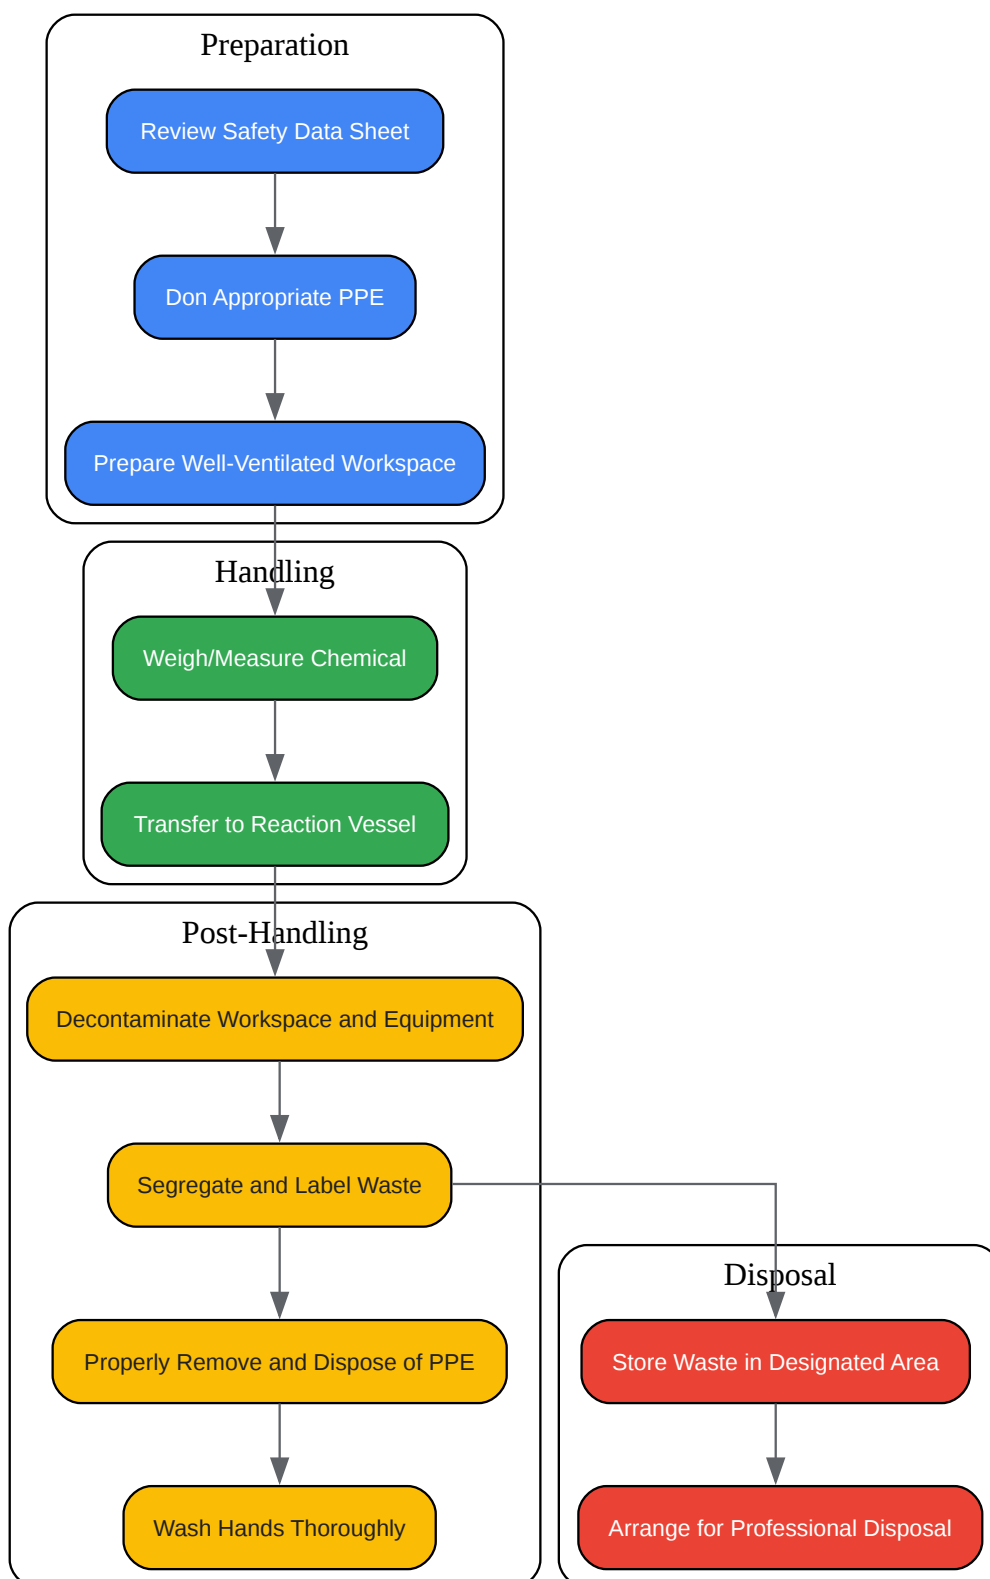 Preparation
Review Safety Data Sheet
Don Appropriate PPE
Prepare Well-Ventilated Workspace
Handling
Weigh/Measure Chemical
Transfer to Reaction Vessel
Post-Handling
Decontaminate Workspace and Equipment
Segregate and Label Waste
Properly Remove and Dispose of PPE
Wash Hands Thoroughly
Disposal
Store Waste in Designated Area
Arrange for Professional Disposal